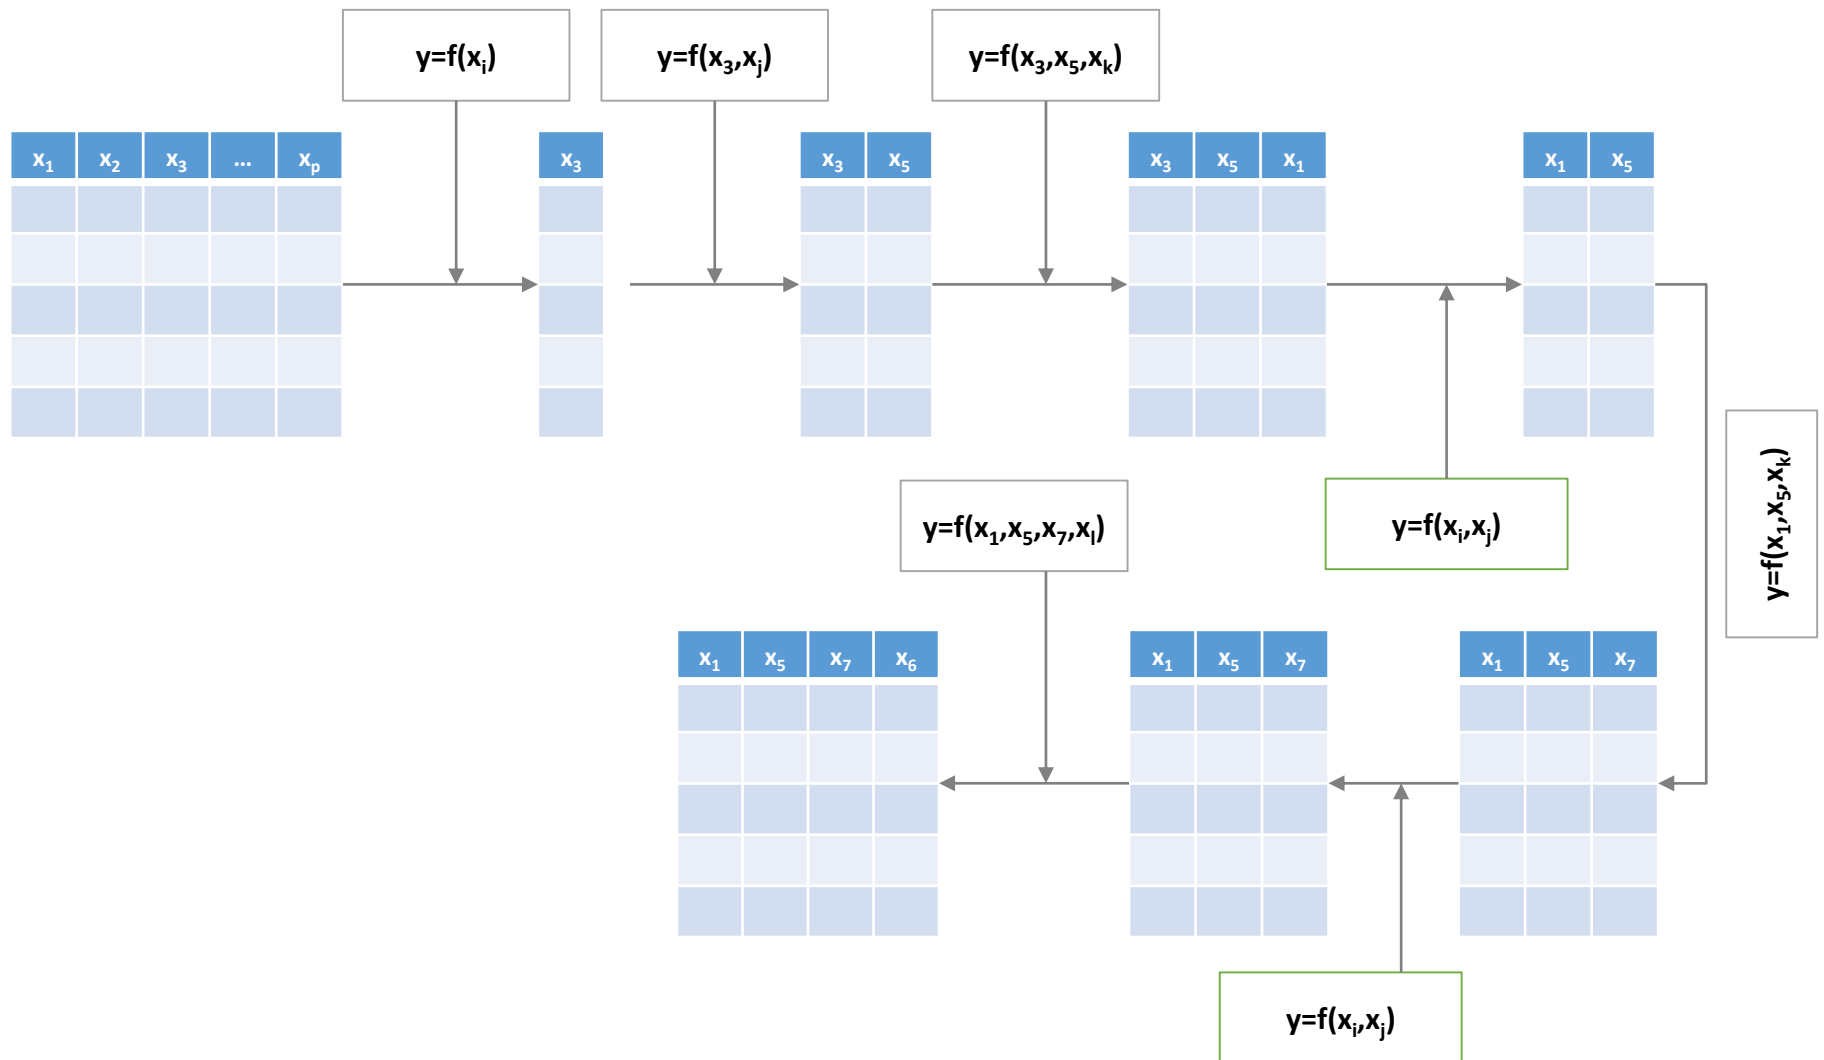 y=f(xᵢ)
y=f(x₃,xⱼ)
y=f(x₃,x₅,xₖ)
x₁ x₂ x₃ ... xₚ
x₃
x₃ x₅
x₃ x₅ x₁
x₁ x₅
y=f(x₁,x₅,xₖ)
y=f(xᵢ,xⱼ)
y=f(x₁,x₅,x₇,xₗ)
x₁ x₅ x₇ x₆
x₁ x₅ x₇
x₁ x₅ x₇
y=f(xᵢ,xⱼ)